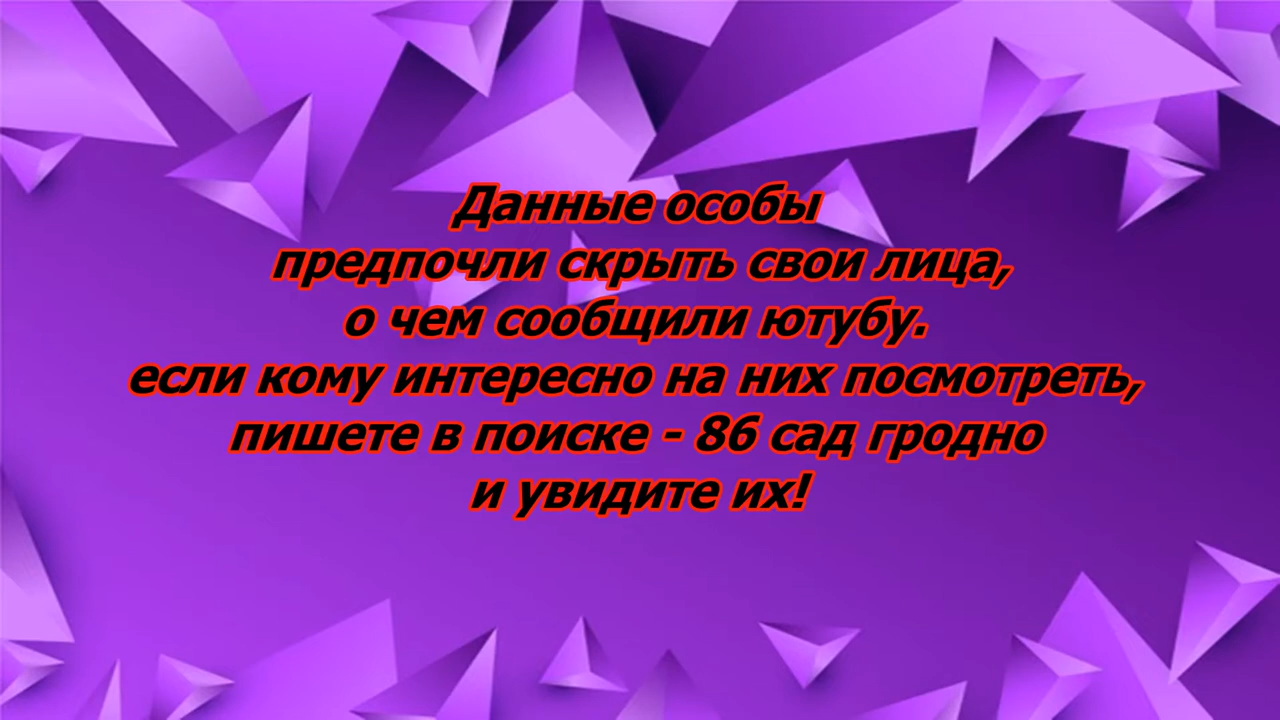 Данные особы
предпочли скрыть свои лица,
о чем сообщили ютубу.
если кому интересно на них посмотреть,
пишете в поиске - 86 сад гродно
и увидите их!